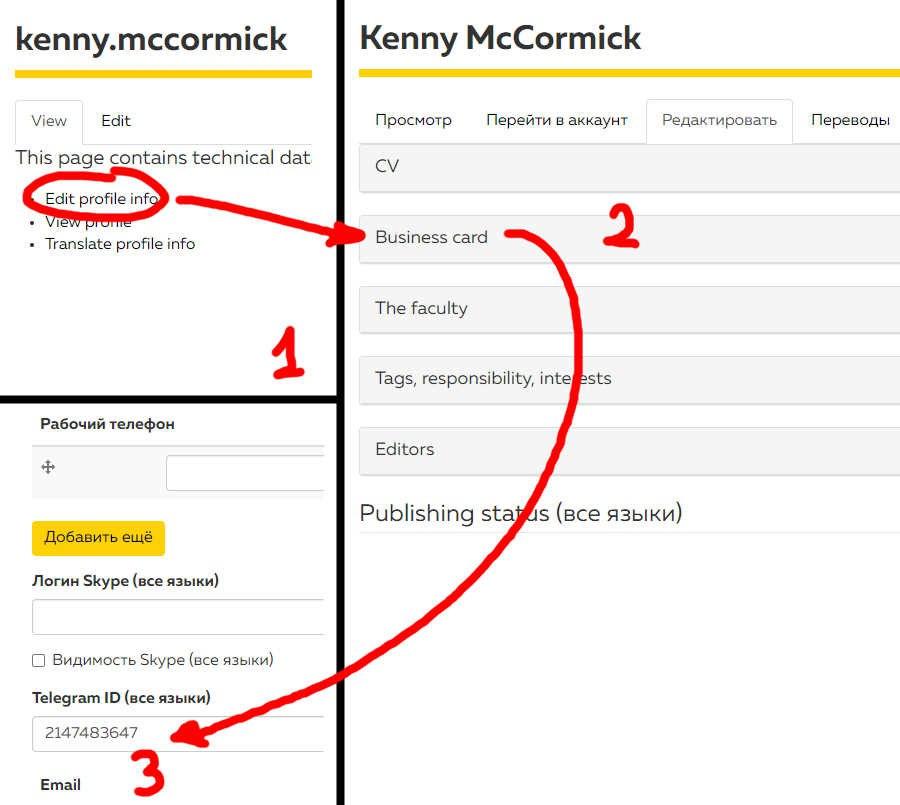 kenny.mccormick
View Edit
This page contains technical dat
Edit profile info
View profile
Translate profile info
1
Kenny McCormick
Просмотр Перейти в аккаунт Редактировать Переводы
CV
Business card
2
The faculty
Tags, responsibility, interests
Editors
Publishing status (все языки)
Рабочий телефон
Добавить ещё
Логин Skype (все языки)
Видимость Skype (все языки)
Telegram ID (все языки)
2147483647
3
Email